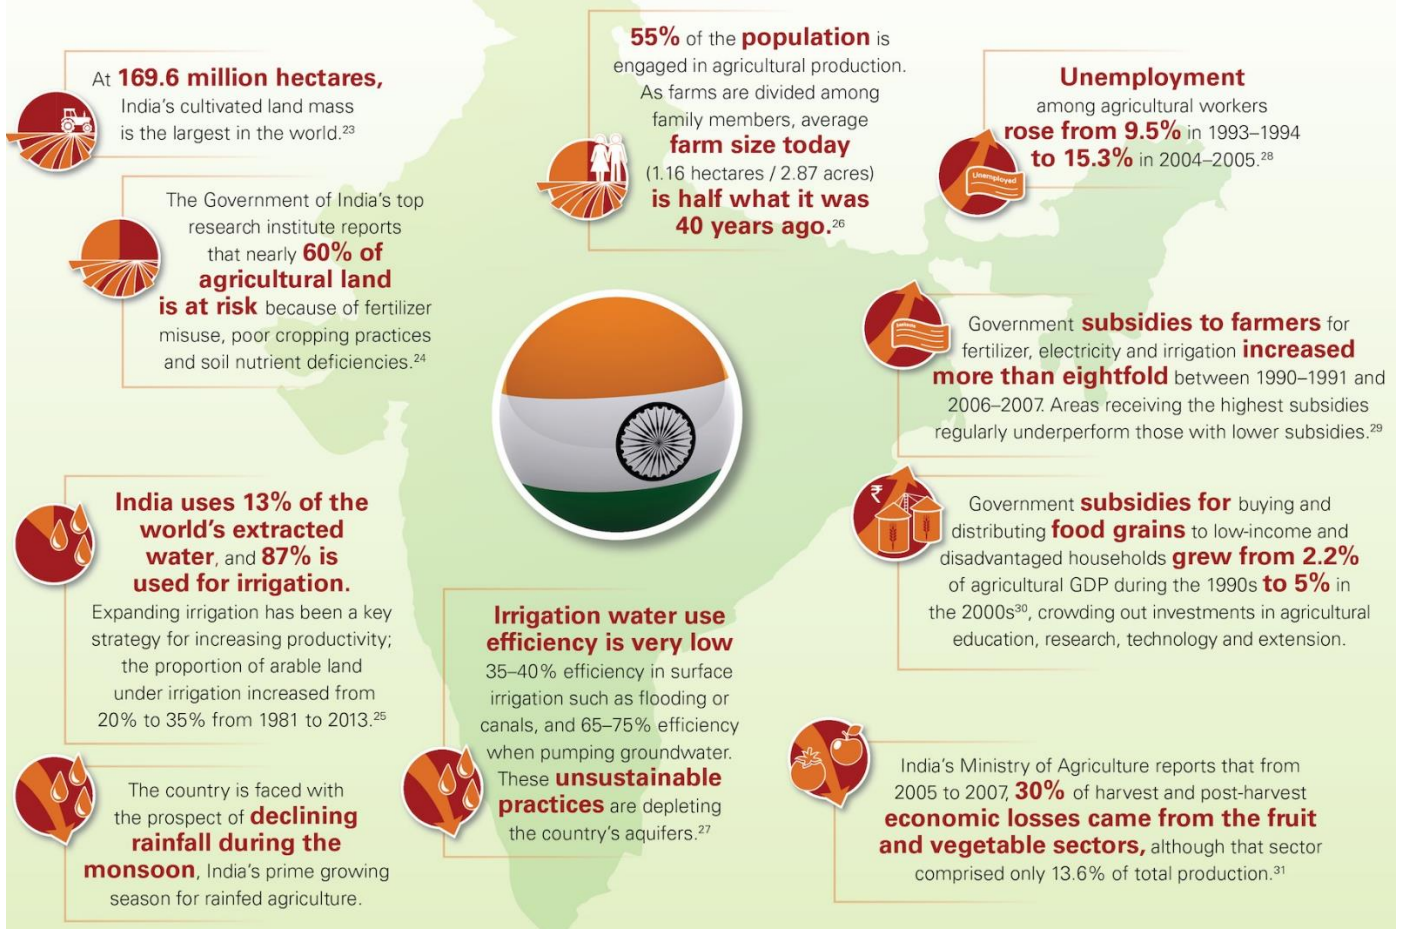 At 169.6 million hectares,
India's cultivated land mass
is the largest in the world.23
The Government of India's top
research institute reports
that nearly 60% of
agricultural land
is at risk because of fertilizer
misuse, poor cropping practices
and soil nutrient deficiencies.24
India uses 13% of the
world's extracted
water, and 87% is
used for irrigation.
Expanding irrigation has been a key
strategy for increasing productivity;
the proportion of arable land
under irrigation increased from
20% to 35% from 1981 to 2013.25
The country is faced with
the prospect of declining
rainfall during the
monsoon, India's prime growing
season for rainfed agriculture.
55% of the population is
engaged in agricultural production.
As farms are divided among
family members, average
farm size today
(1.16 hectares / 2.87 acres)
is half what it was
40 years ago.26
Irrigation water use
efficiency is very low
35–40% efficiency in surface
irrigation such as flooding or
canals, and 65–75% efficiency
when pumping groundwater.
These unsustainable
practices are depleting
the country's aquifers.27
Unemployment
among agricultural workers
rose from 9.5% in 1993–1994
to 15.3% in 2004–2005.28
Unemployed
Government subsidies to farmers for
fertilizer, electricity and irrigation increased
more than eightfold between 1990–1991 and
2006–2007. Areas receiving the highest subsidies
regularly underperform those with lower subsidies.29
₹
Government subsidies for buying and
distributing food grains to low-income and
disadvantaged households grew from 2.2%
of agricultural GDP during the 1990s to 5% in
the 2000s30, crowding out investments in agricultural
education, research, technology and extension.
India's Ministry of Agriculture reports that from
2005 to 2007, 30% of harvest and post-harvest
economic losses came from the fruit
and vegetable sectors, although that sector
comprised only 13.6% of total production.31